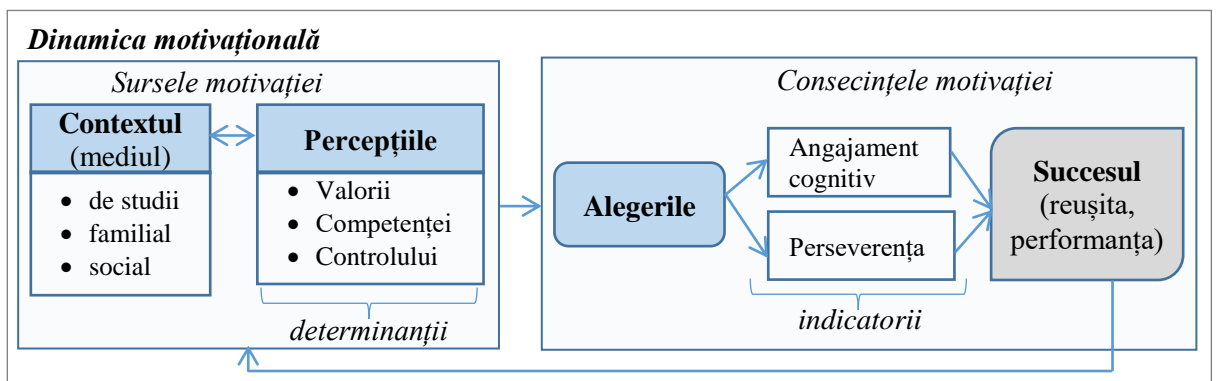 Dinamica motivațională
Sursele motivației
Contextul
(mediul)
• de studii
• familial
• social
Percepțiile
• Valorii
• Competenței
• Controlului
determinanții
Consecințele motivației
Alegerile
Angajament
cognitiv
Perseverența
indicatorii
Succesul
(reușita,
performanța)